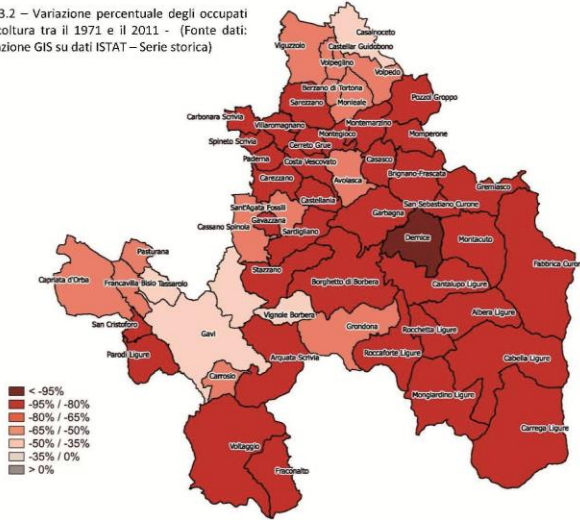 3.2 – Variazione percentuale degli occupati
coltura tra il 1971 e il 2011 - (Fonte dati:
zione GIS su dati ISTAT – Serie storica)
Casalnoceto
Viguzzolo
Castellar Guidobono
Volpeglino
Volpedo
Berzano di Tortona
Sarezzano
Monleale
Pozzol Groppo
Carbonara Scrivia
Villaromagnano
Montemarzino
Montegioco
Momperone
Spineto Scrivia
Cerreto Grue
Paderna
Costa Vescovato
Casasco
Carezzano
Avolasca
Brignano-Frascata
Gremiasco
Castellania
San Sebastiano Curone
Sant'Agata Fossili
Garbagna
Gavazzana
Cassano Spinola
Sardigliano
Dernice
Montacuto
Pasturana
Fabbrica Curon
Stazzano
Capriata d'Orba
Francavilla Bisio
Tassarolo
Borghetto di Borbera
Cantalupo Ligure
Vignole Borbera
Albera Ligure
San Cristoforo
Gavi
Grondona
Rocchetta Ligure
Parodi Ligure
Arquata Scrivia
Roccaforte Ligure
Cabella Ligure
Carrosio
Mongiardino Ligure
Carrega Ligure
Voltaggio
Fraconalto
< -95%
-95% / -80%
-80% / -65%
-65% / -50%
-50% / -35%
-35% / 0%
> 0%